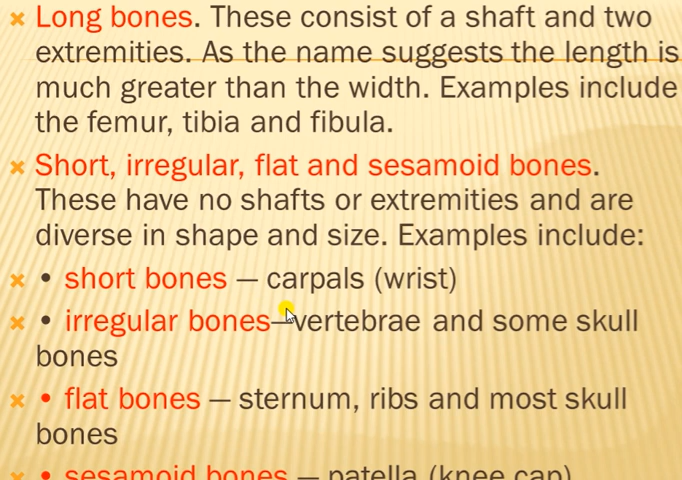 Long bones. These consist of a shaft and two
extremities. As the name suggests the length is
much greater than the width. Examples include
the femur, tibia and fibula.
Short, irregular, flat and sesamoid bones.
These have no shafts or extremities and are
diverse in shape and size. Examples include:
• short bones — carpals (wrist)
• irregular bones—vertebrae and some skull
bones
• flat bones — sternum, ribs and most skull
bones
• sesamoid bones — patella (knee cap)